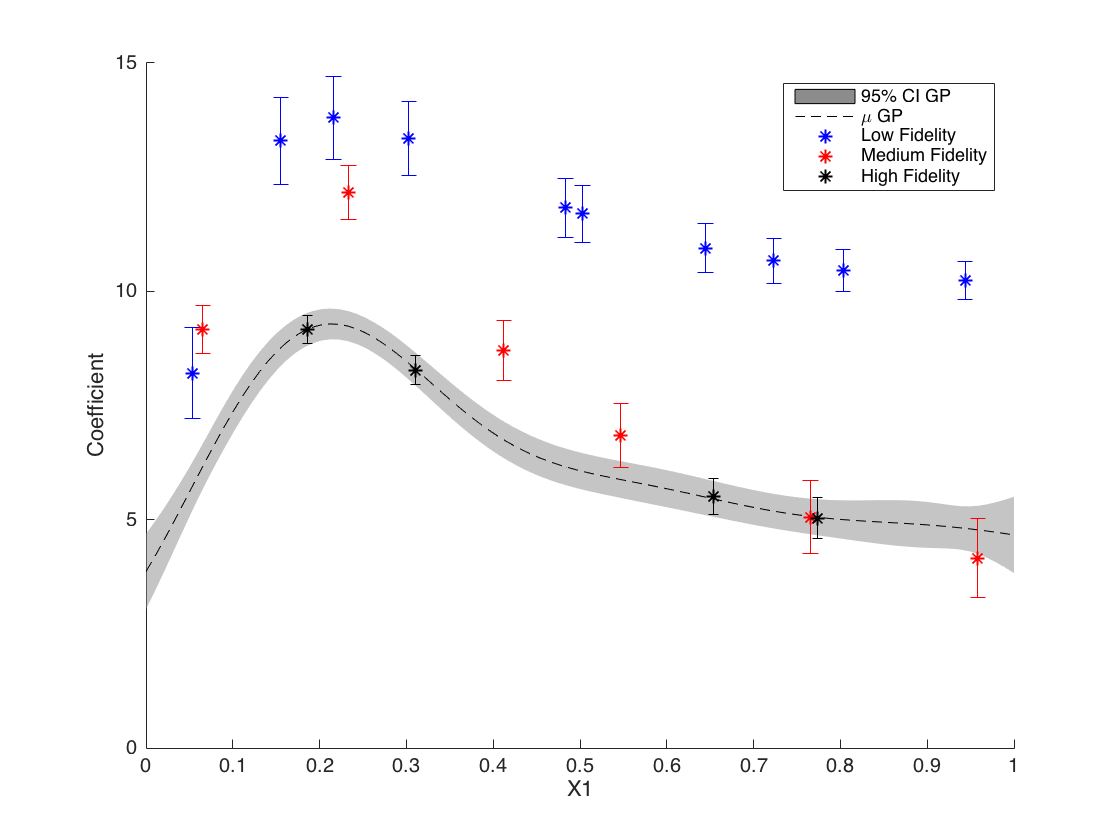 15
10
5
0
Coefficient
95% CI GP
μ GP
Low Fidelity
Medium Fidelity
High Fidelity
0 0.1 0.2 0.3 0.4 0.5 0.6 0.7 0.8 0.9 1
X1